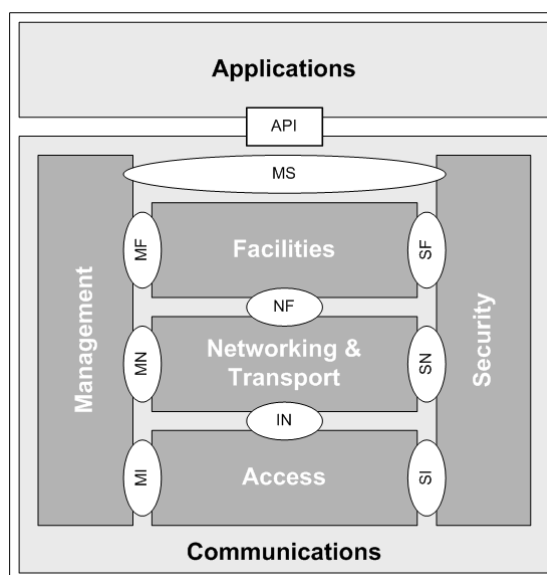 Applications
API
MS
Management
MF
Facilities
SF
Security
NF
MN
Networking &
Transport
SN
IN
MI
Access
SI
Communications